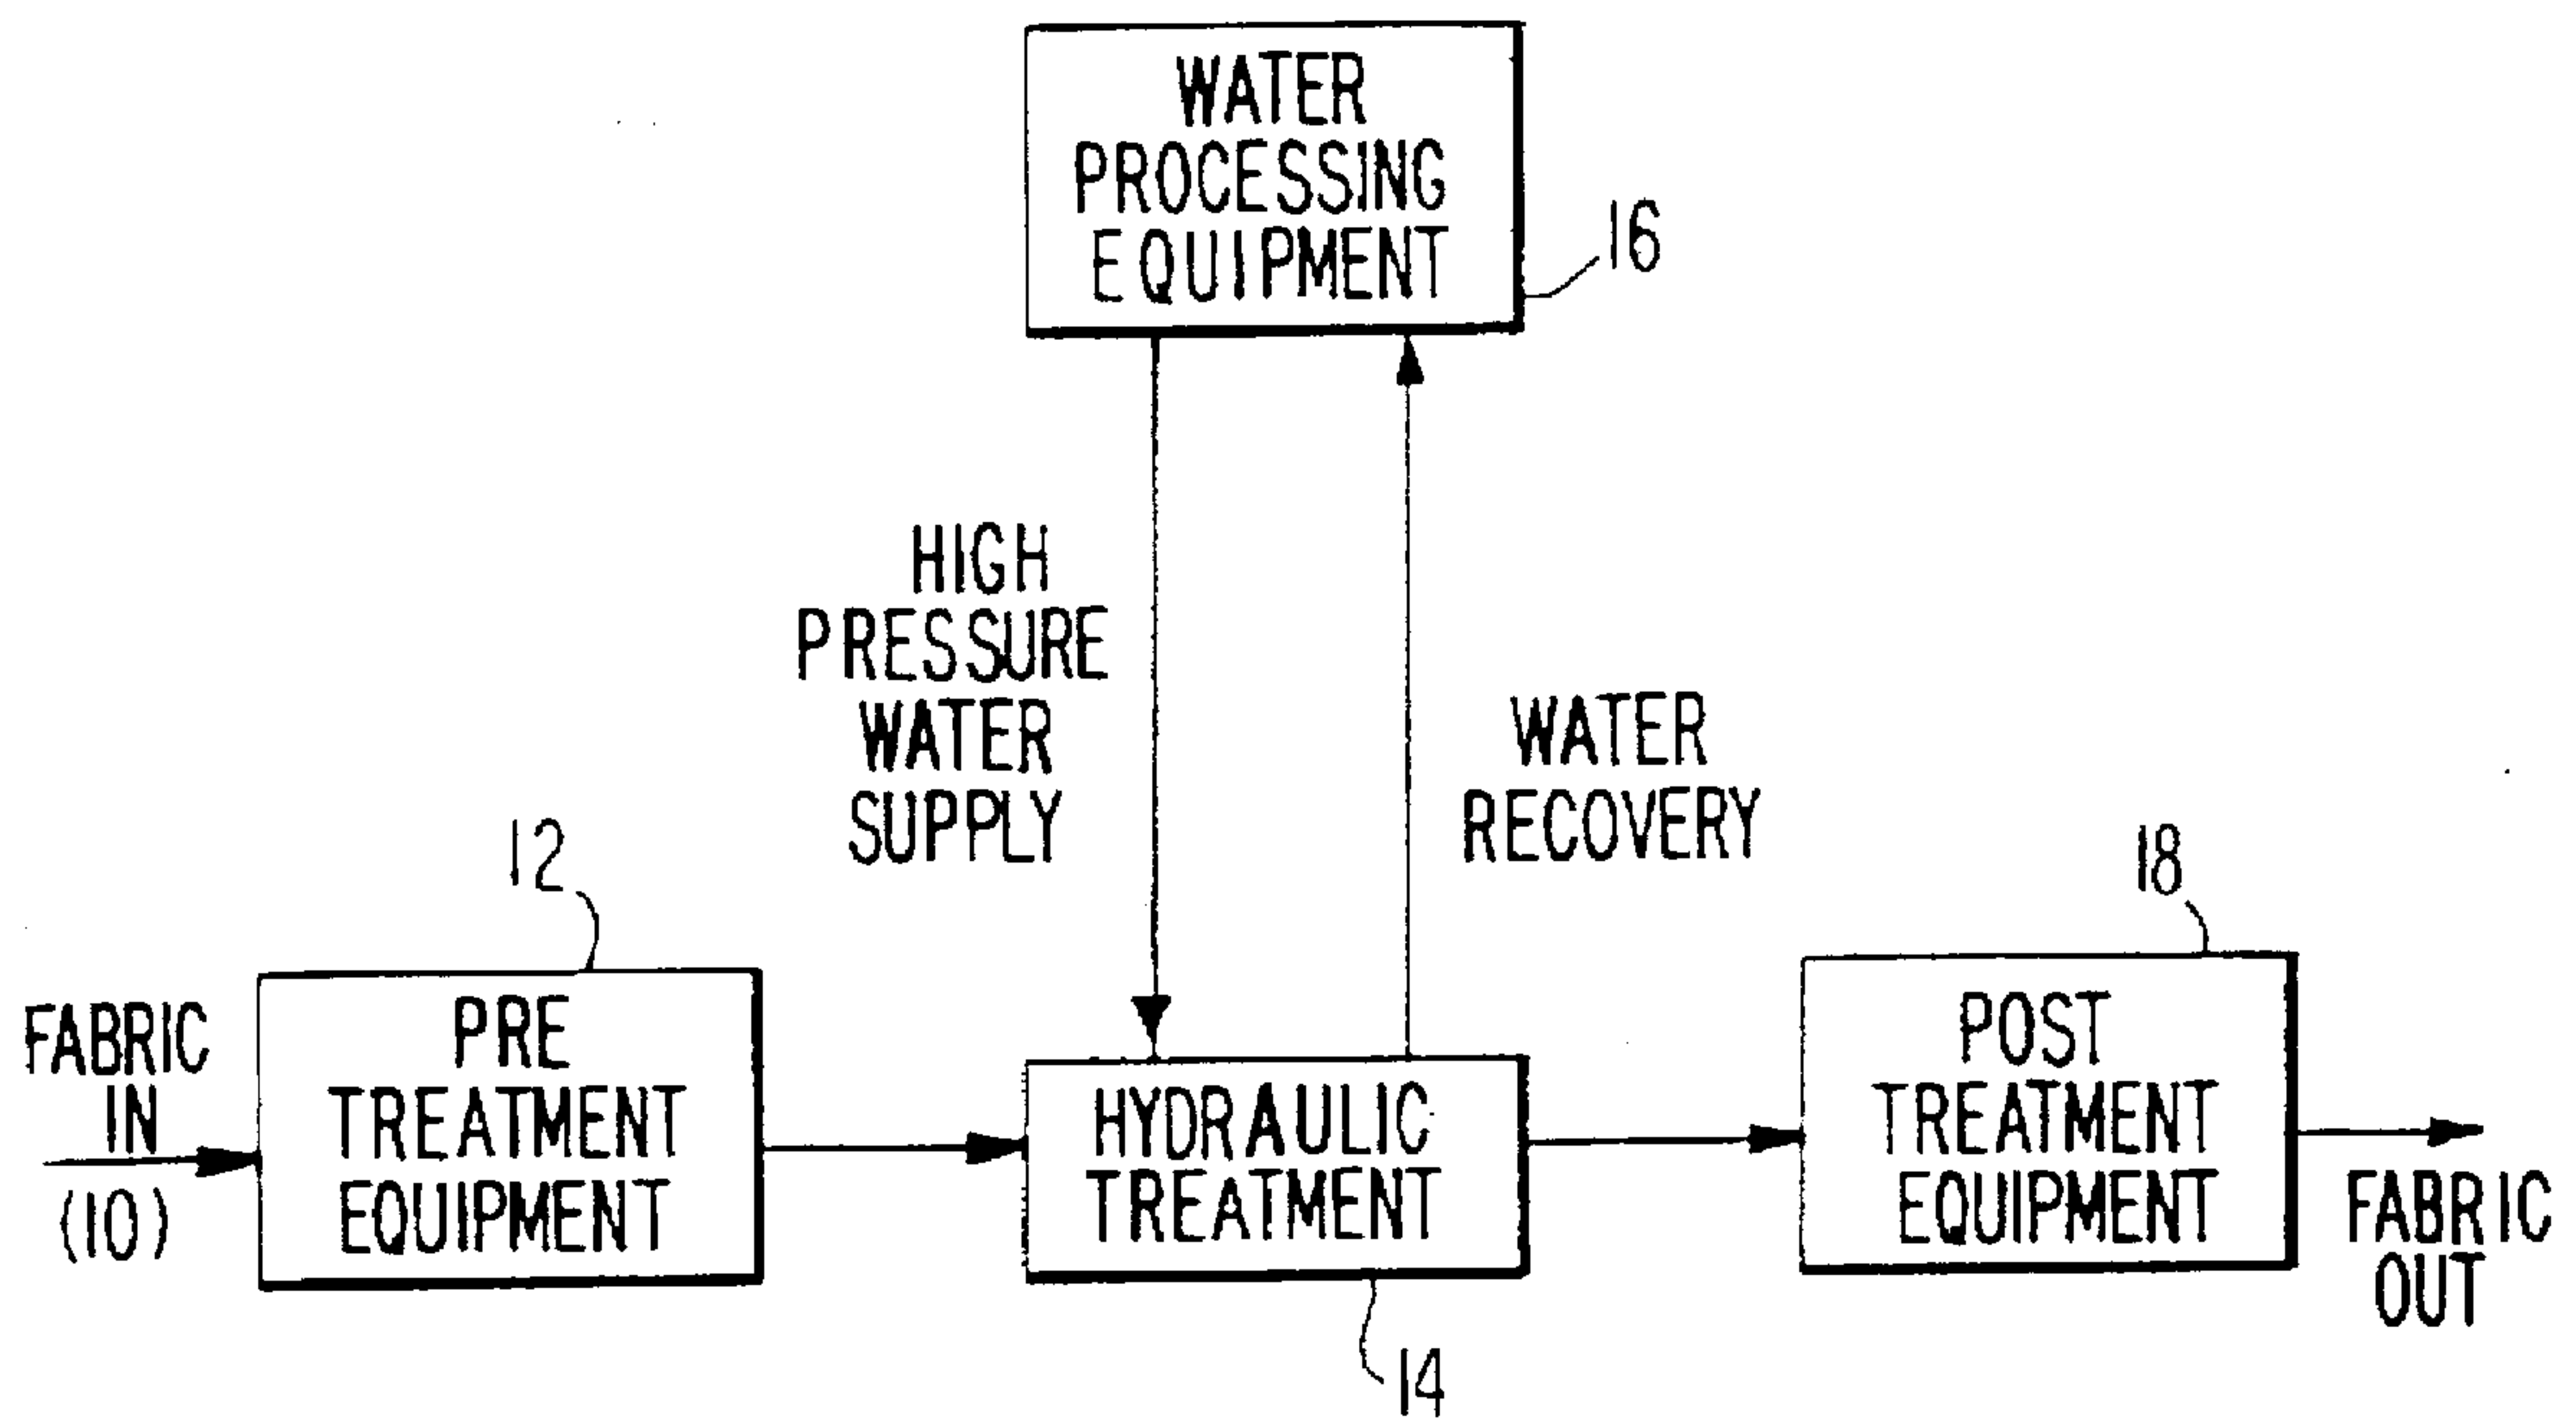 WATER
PROCESSING
EQUIPMENT
16
HIGH
PRESSURE
WATER
SUPPLY
WATER
RECOVERY
12
18
FABRIC
IN
(10)
PRE
TREATMENT
EQUIPMENT
HYDRAULIC
TREATMENT
14
POST
TREATMENT
EQUIPMENT
FABRIC
OUT